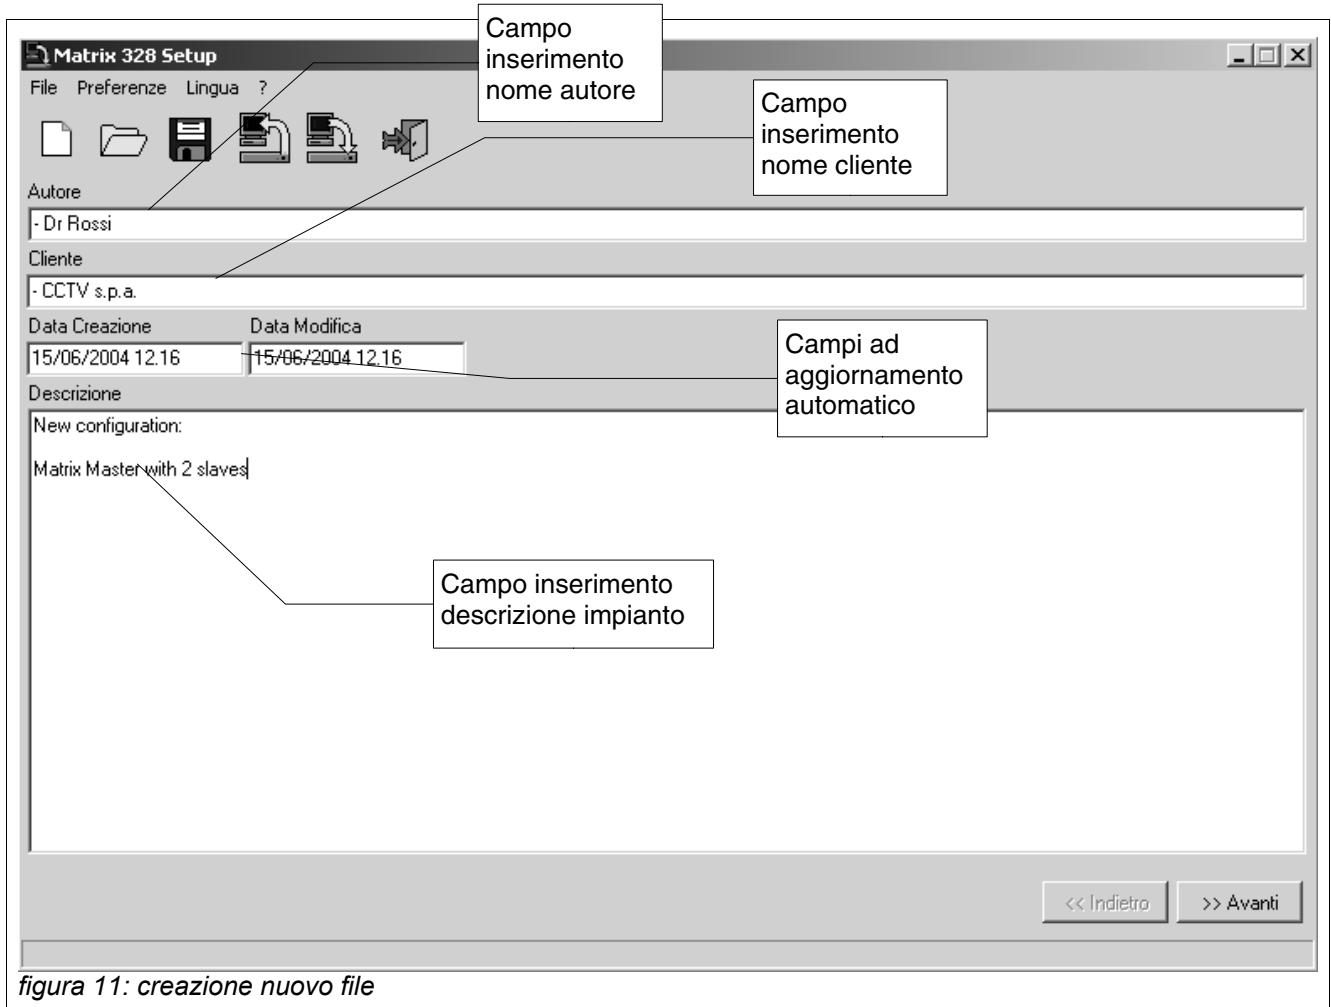 Campo
inserimento
nome autore
Matrix 328 Setup
File Preferenze Lingua ?
Campo
inserimento
nome cliente
Autore
- Dr Rossi
Cliente
- CCTV s.p.a.
Data Creazione Data Modifica
15/06/2004 12.16 15/06/2004 12.16
Campi ad
aggiornamento
automatico
Descrizione
New configuration:
Matrix Master with 2 slaves
Campo inserimento
descrizione impianto
<< Indietro >> Avanti
figura 11: creazione nuovo file